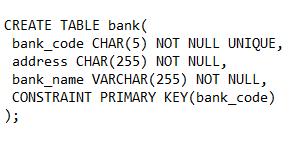 CREATE TABLE bank(
bank_code CHAR(5) NOT NULL UNIQUE,
address CHAR(255) NOT NULL,
bank_name VARCHAR(255) NOT NULL,
CONSTRAINT PRIMARY KEY(bank_code)
);